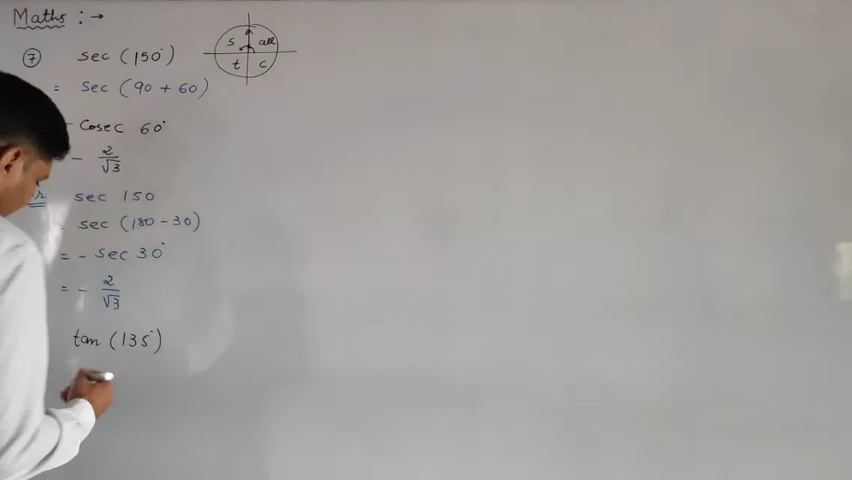 Maths :→
⑦ sec (150°)
s all
t c
= sec (90 + 60)
- Cosec 60°
- 2/√3
sec 150
sec (180 - 30)
= - sec 30°
= - 2/√3
tan (135°)